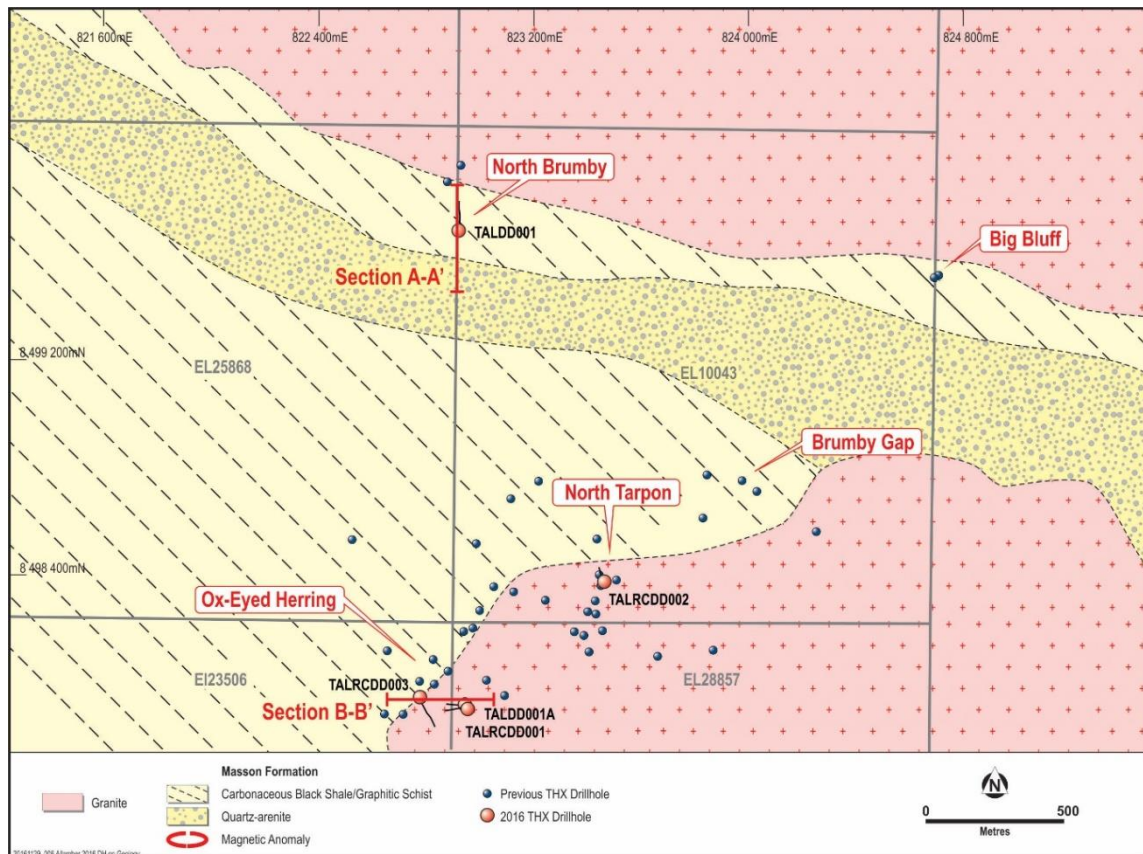 821 600mE
822 400mE
823 200mE
824 000mE
824 800mE
North Brumby
TALDD001
Section A-A’
Big Bluff
8 499 200mN
EL25868
EL10043
Brumby Gap
North Tarpon
8 498 400mN
Ox-Eyed Herring
TALRCDD002
El23506
EL28857
TALRCDD003
Section B-B’
TALDD001A
TALRCDD001
Masson Formation
Granite
Carbonaceous Black Shale/Graphitic Schist
Quartz-arenite
Magnetic Anomaly
Previous THX Drillhole
2016 THX Drillhole
N
0
500
Metres